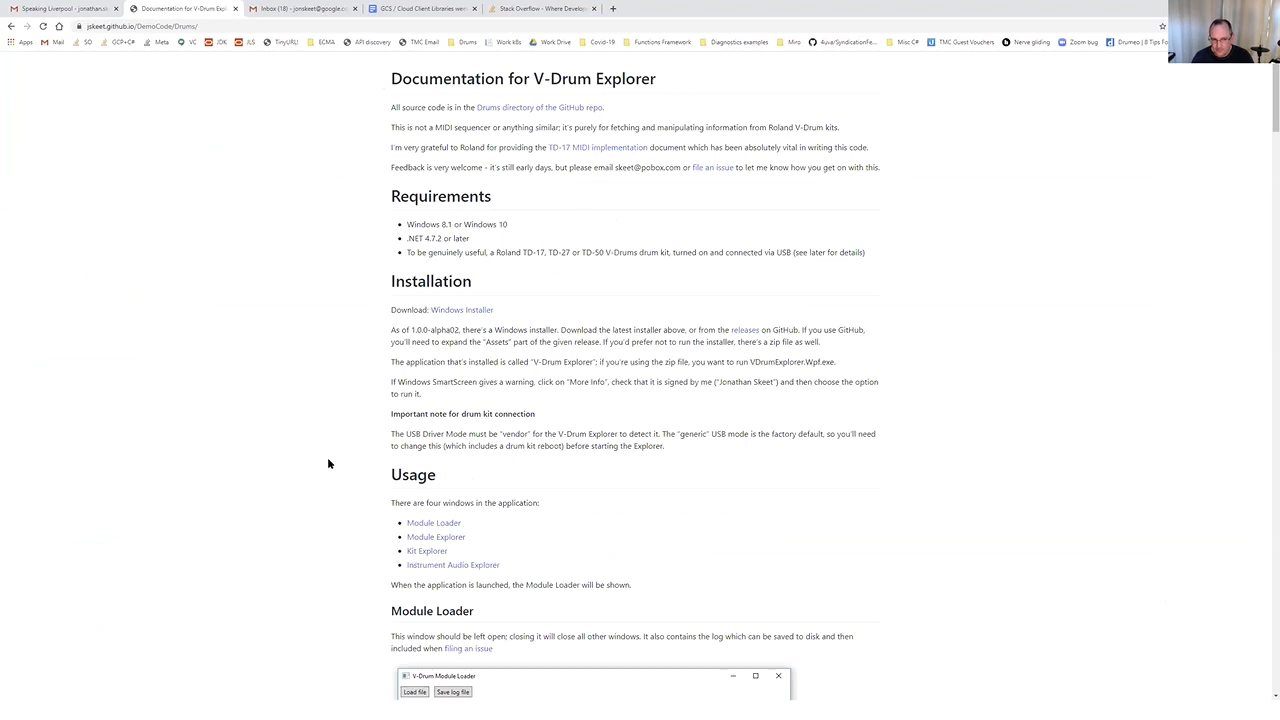 Speaking Liverpool - jonathan.sk
Documentation for V-Drum Expl
Inbox (18) - jonskeet@google.co
GCS / Cloud Client Libraries wee
Stack Overflow - Where Develop
jskeet.github.io/DemoCode/Drums/
Apps
Mail
SO
GCP+C#
Meta
VC
JDK
JLS
TinyURL!
ECMA
API discovery
TMC Email
Drums
Work k8s
Work Drive
Covid-19
Functions Framework
Diagnostics examples
Miro
4uva/SyndicationFe...
Misc C#
TMC Guest Vouchers
Nerve gliding
Zoom bug
Drumeo | 8 Tips Fo
Documentation for V-Drum Explorer
All source code is in the Drums directory of the GitHub repo.
This is not a MIDI sequencer or anything similar; it's purely for fetching and manipulating information from Roland V-Drum kits.
I'm very grateful to Roland for providing the TD-17 MIDI implementation document which has been absolutely vital in writing this code.
Feedback is very welcome - it's still early days, but please email skeet@pobox.com or file an issue to let me know how you get on with this.
Requirements
• Windows 8.1 or Windows 10
• .NET 4.7.2 or later
• To be genuinely useful, a Roland TD-17, TD-27 or TD-50 V-Drums drum kit, turned on and connected via USB (see later for details)
Installation
Download: Windows Installer
As of 1.0.0-alpha02, there's a Windows installer. Download the latest installer above, or from the releases on GitHub. If you use GitHub,
you'll need to expand the "Assets" part of the given release. If you'd prefer not to run the installer, there's a zip file as well.
The application that's installed is called "V-Drum Explorer"; if you're using the zip file, you want to run VDrumExplorer.Wpf.exe.
If Windows SmartScreen gives a warning, click on "More Info", check that it is signed by me ("Jonathan Skeet") and then choose the option
to run it.
Important note for drum kit connection
The USB Driver Mode must be "vendor" for the V-Drum Explorer to detect it. The "generic" USB mode is the factory default, so you'll need
to change this (which includes a drum kit reboot) before starting the Explorer.
Usage
There are four windows in the application:
• Module Loader
• Module Explorer
• Kit Explorer
• Instrument Audio Explorer
When the application is launched, the Module Loader will be shown.
Module Loader
This window should be left open; closing it will close all other windows. It also contains the log which can be saved to disk and then
included when filing an issue
V-Drum Module Loader
Load file
Save log file